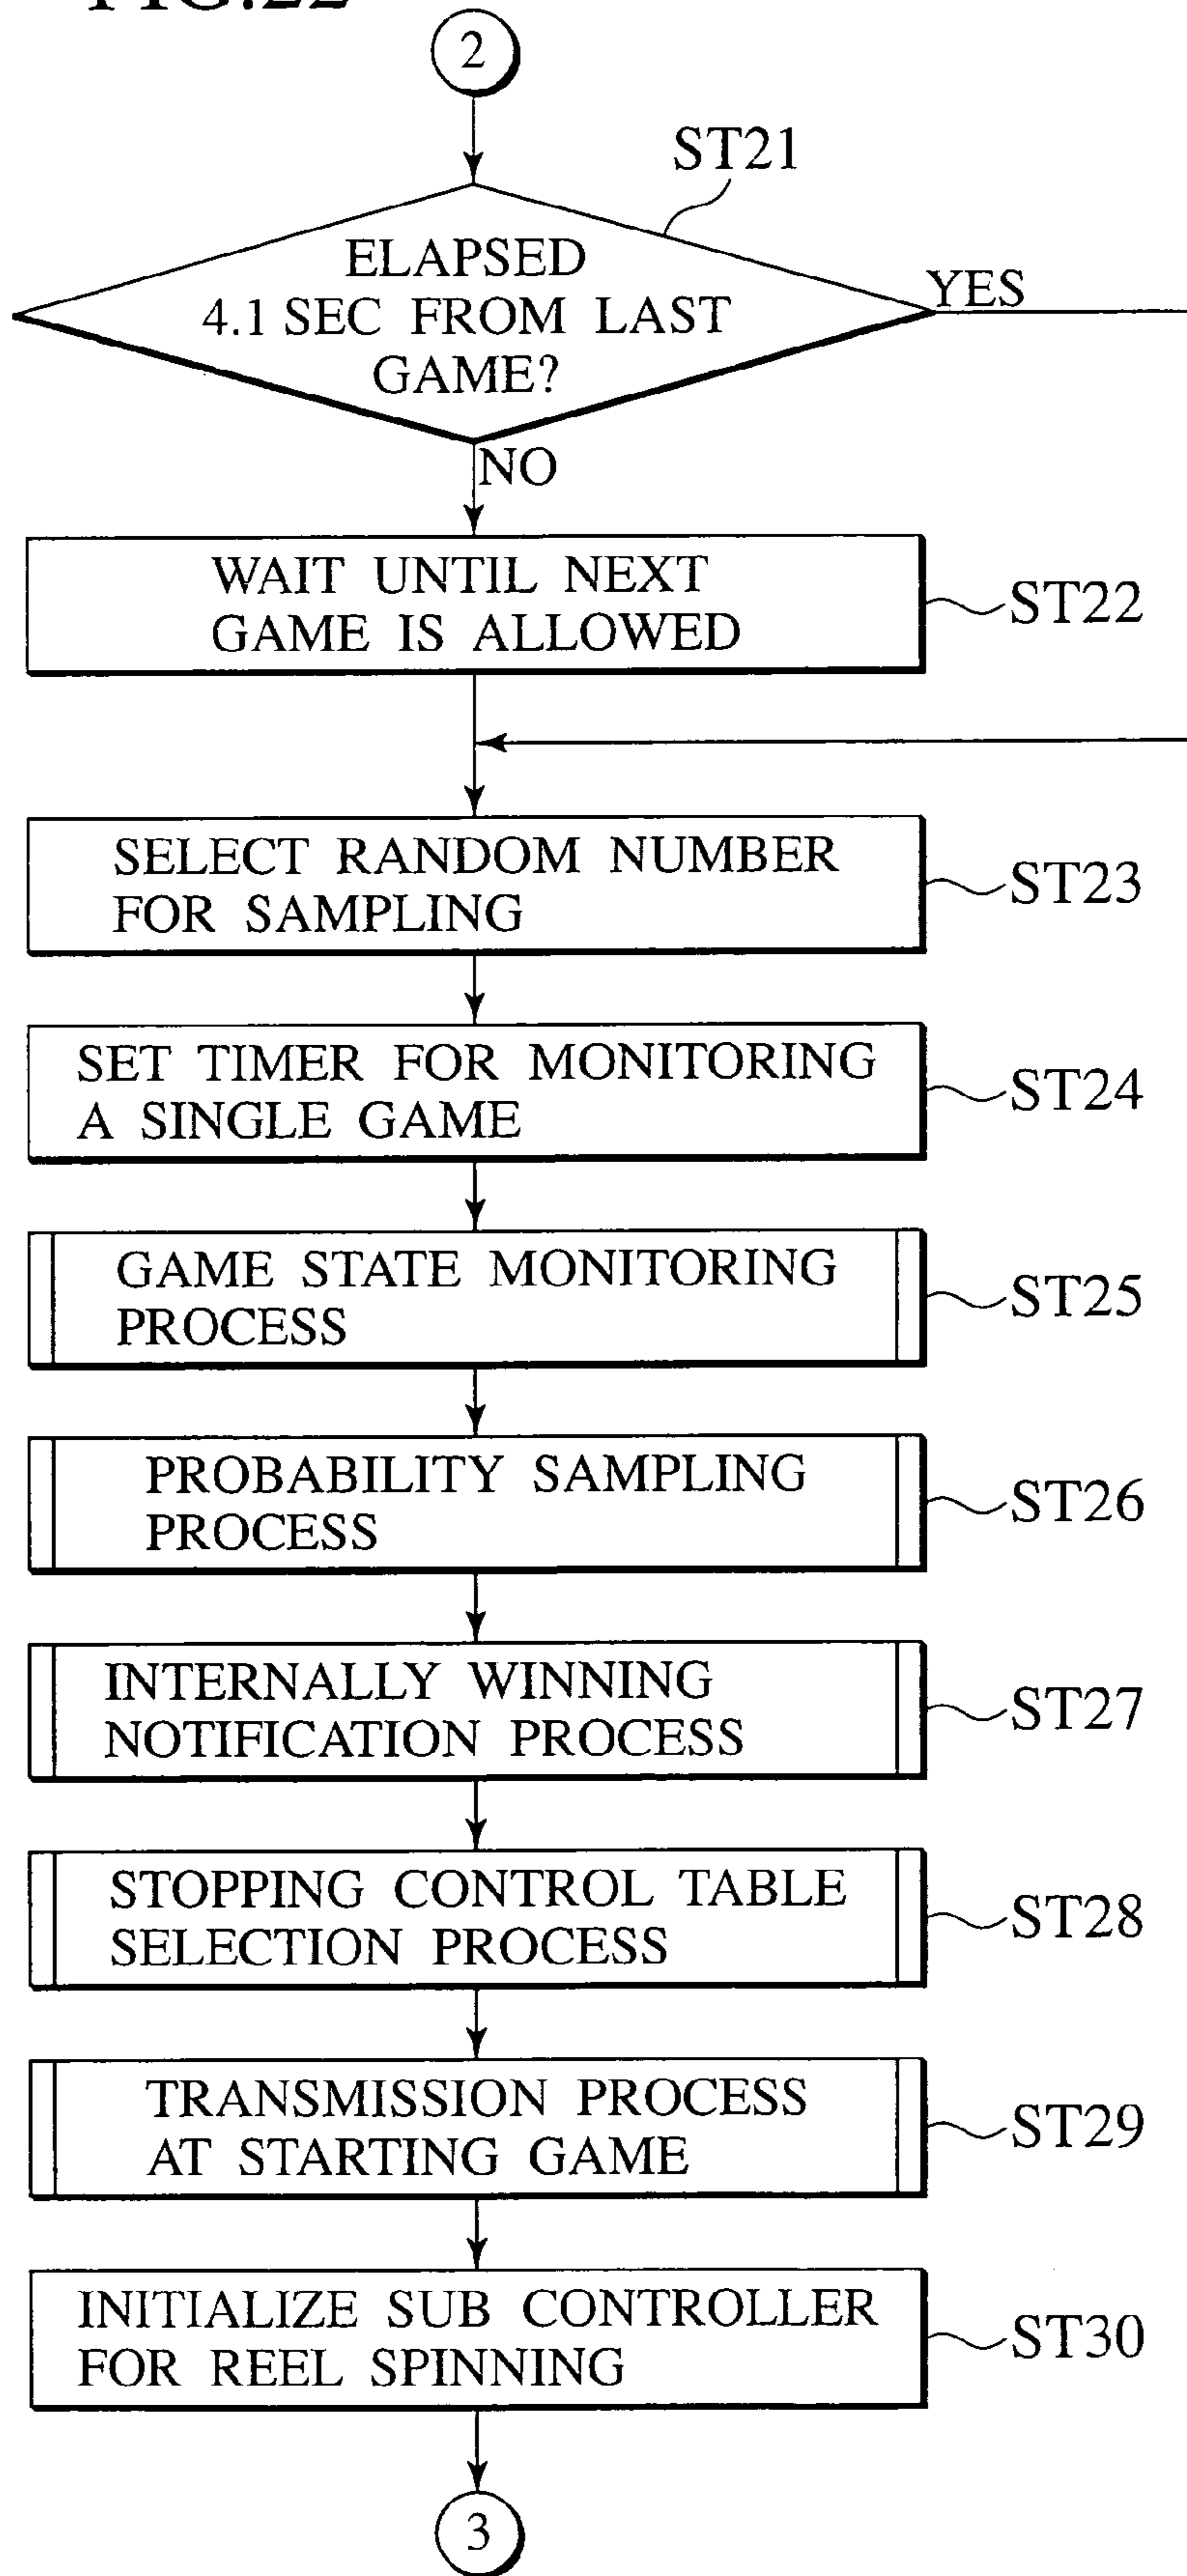 FIG.22
2
ST21
ELAPSED
4.1 SEC FROM LAST
GAME?
YES
NO
WAIT UNTIL NEXT
GAME IS ALLOWED
ST22
SELECT RANDOM NUMBER
FOR SAMPLING
ST23
SET TIMER FOR MONITORING
A SINGLE GAME
ST24
GAME STATE MONITORING
PROCESS
ST25
PROBABILITY SAMPLING
PROCESS
ST26
INTERNALLY WINNING
NOTIFICATION PROCESS
ST27
STOPPING CONTROL TABLE
SELECTION PROCESS
ST28
TRANSMISSION PROCESS
AT STARTING GAME
ST29
INITIALIZE SUB CONTROLLER
FOR REEL SPINNING
ST30
3